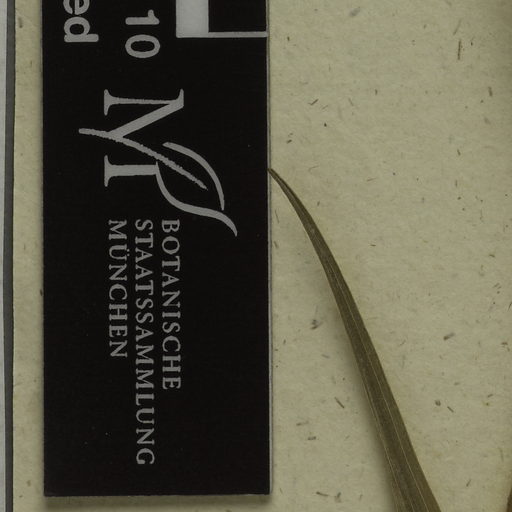 10
ed
BOTANISCHE
STAATSSAMMLUNG
MÜNCHEN